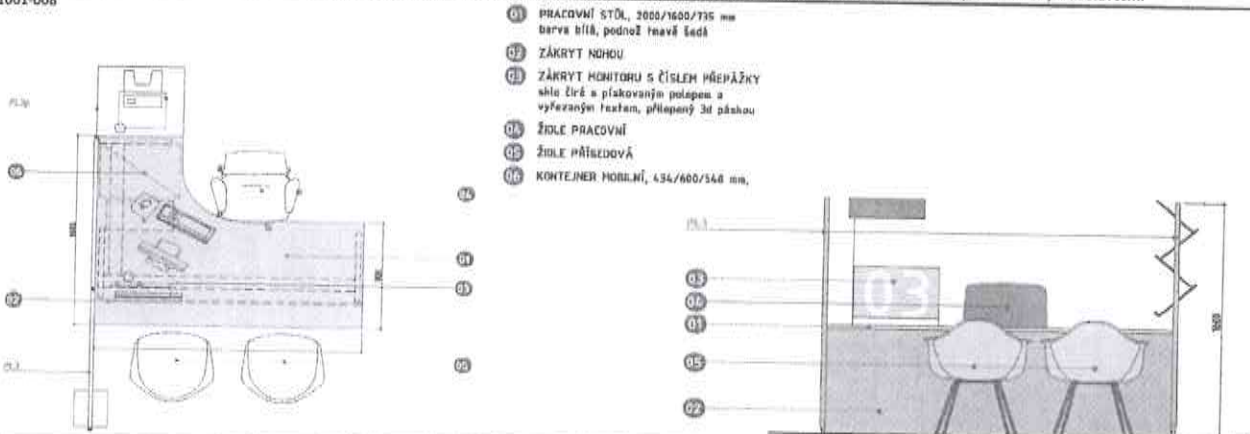 01 PRACOVNÍ STŮL, 2000/1600/735 mm
barva bílá, podnož tmavě šedá
02 ZÁKRYT NOHOU
03 ZÁKRYT MONITORU S ČÍSLEM PŘEPÁŽKY
sklo čiré s pískovaným polepem a
vyřezaným textem, přilepený 3d páskou
04 ŽIDLE PRACOVNÍ
05 ŽIDLE PŘÍSEDOVÁ
06 KONTEJNER MOBILNÍ, 434/600/540 mm,
06
04
01
03
02
05
03
03
04
01
05
02